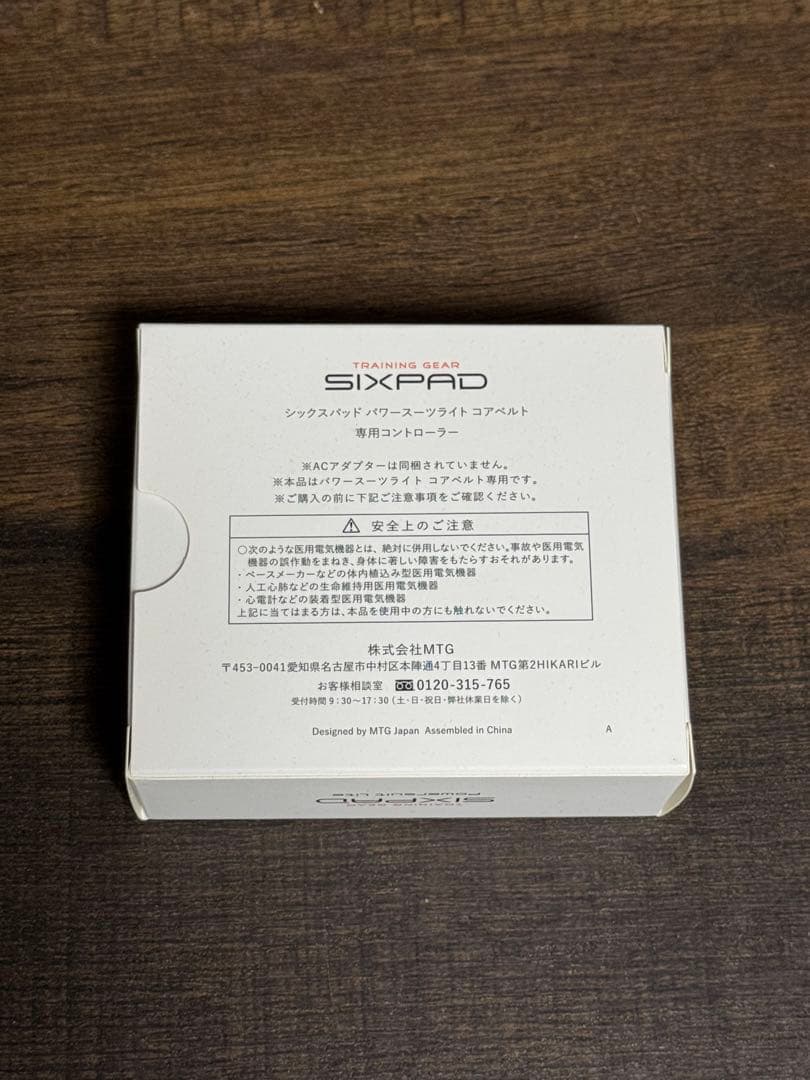 TRAINING GEAR
SIXPAD
シックスパッド パワースーツライト コアベルト
専用コントローラー
※ACアダプターは同梱されていません。
※本品はパワースーツライト コアベルト専用です。
※ご購入の前に下記ご注意事項をご確認ください。
⚠ 安全上のご注意
○次のような医用電気機器とは、絶対に併用しないでください。事故や医用電気
機器の誤作動をまねき、身体に著しい障害をもたらすおそれがあります。
・ペースメーカーなどの体内植込み型医用電気機器
・人工心肺などの生命維持用医用電気機器
・心電計などの装着型医用電気機器
上記に当てはまる方は、本品を使用中の方にも触れないでください。
株式会社MTG
〒453-0041愛知県名古屋市中村区本陣通4丁目13番 MTG第2HIKARIビル
お客様相談室 0120-315-765
受付時間 9:30〜17:30 (土・日・祝日・弊社休業日を除く)
Designed by MTG Japan Assembled in China A
TRAINING GEAR
SIXPAD
Powersuit Lite